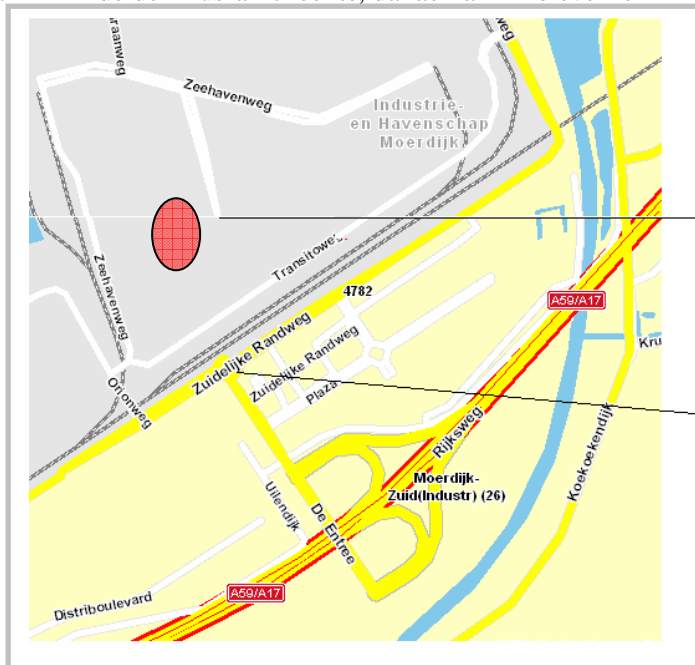 weg
Zeehavenweg
Industrie-
en Havenschap
Moerdijk
Zeehavenweg
Transitoweg
4782
A59/A17
Zuidelijke Randweg
Zuidelijke Randweg
Plaza
Orionweg
Kru
Rijksweg
Koekoekendijk
Moerdijk-
Zuid(Industr) (26)
Uilendijk
De Entree
A59/A17
Distriboulevard